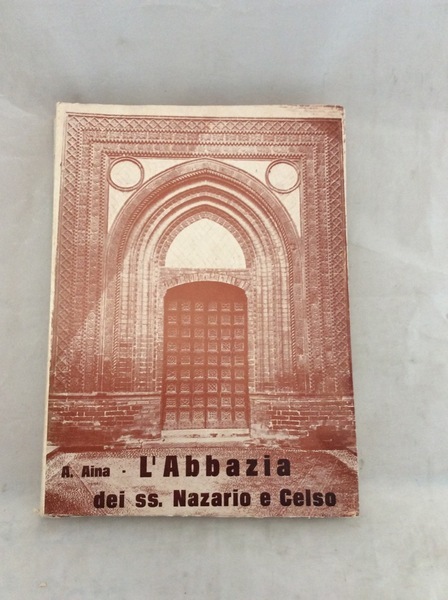 A. Aina - L'Abbazia
dei ss. Nazario e Celso